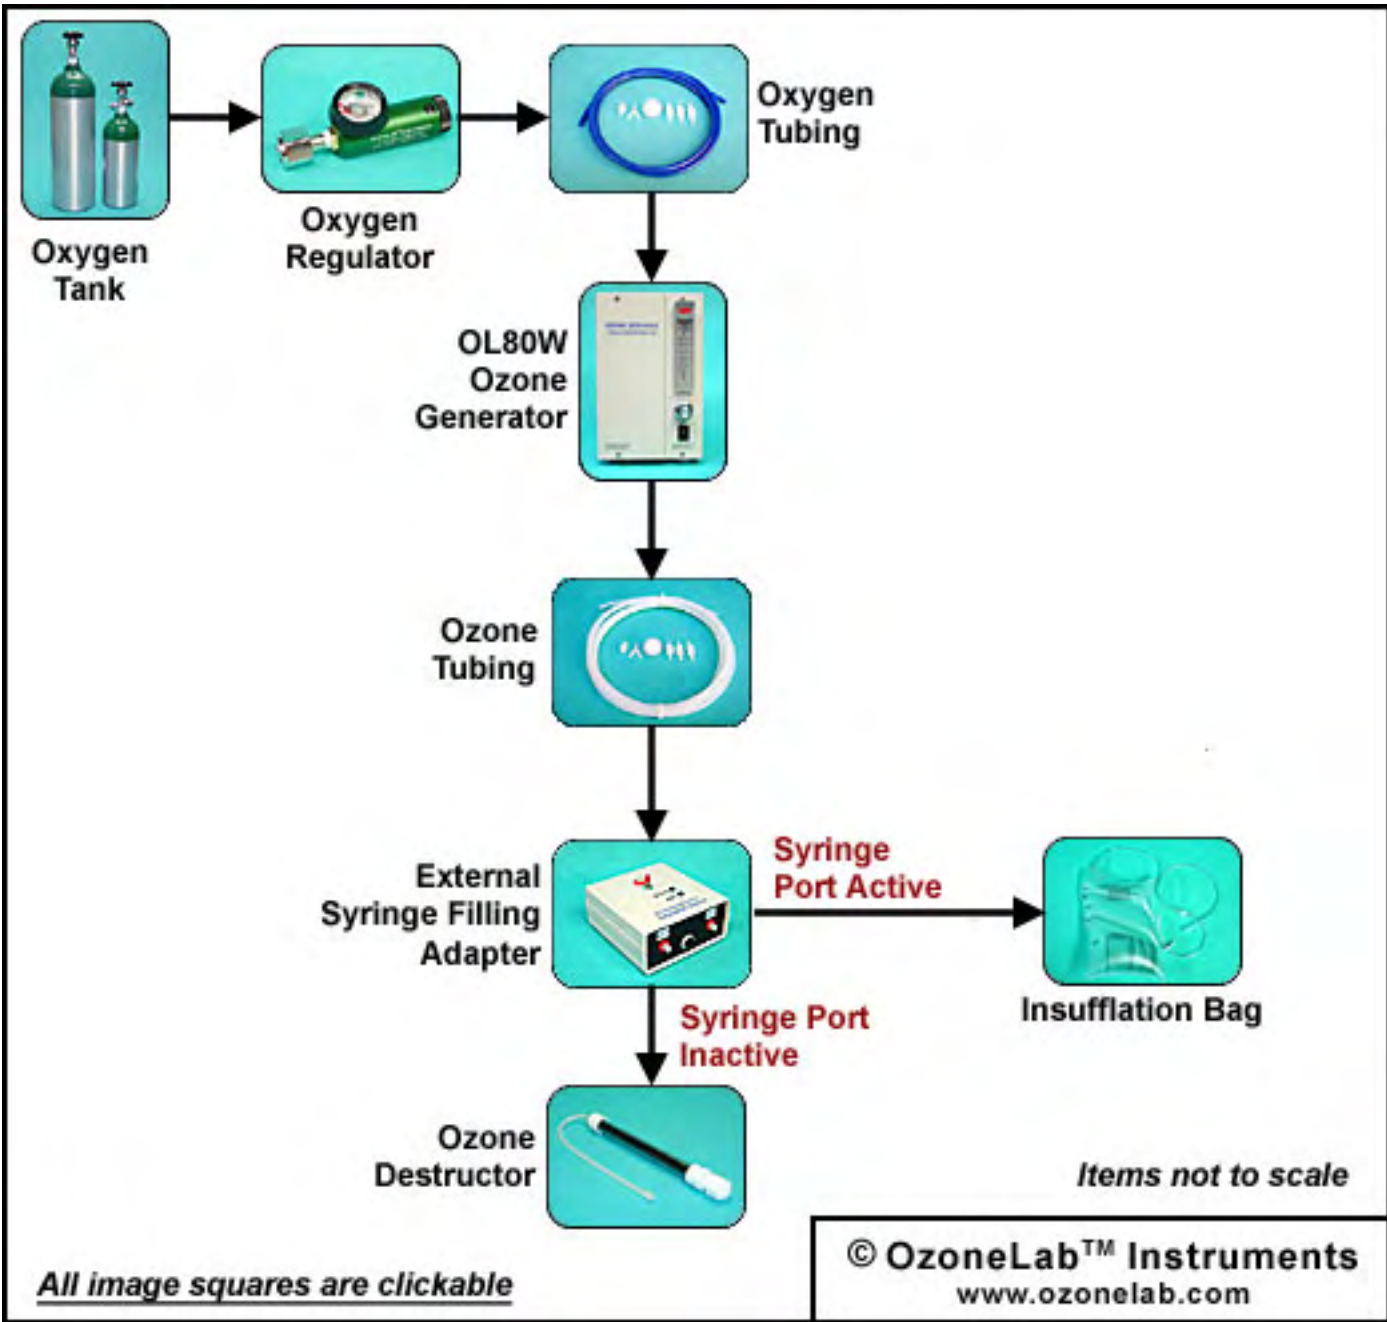 Oxygen
Tank
Oxygen
Regulator
Oxygen
Tubing
OL80W
Ozone
Generator
Ozone
Tubing
External
Syringe Filling
Adapter
Syringe
Port Active
Insufflation Bag
Syringe Port
Inactive
Ozone
Destructor
Items not to scale
All image squares are clickable
© OzoneLab™ Instruments
www.ozonelab.com